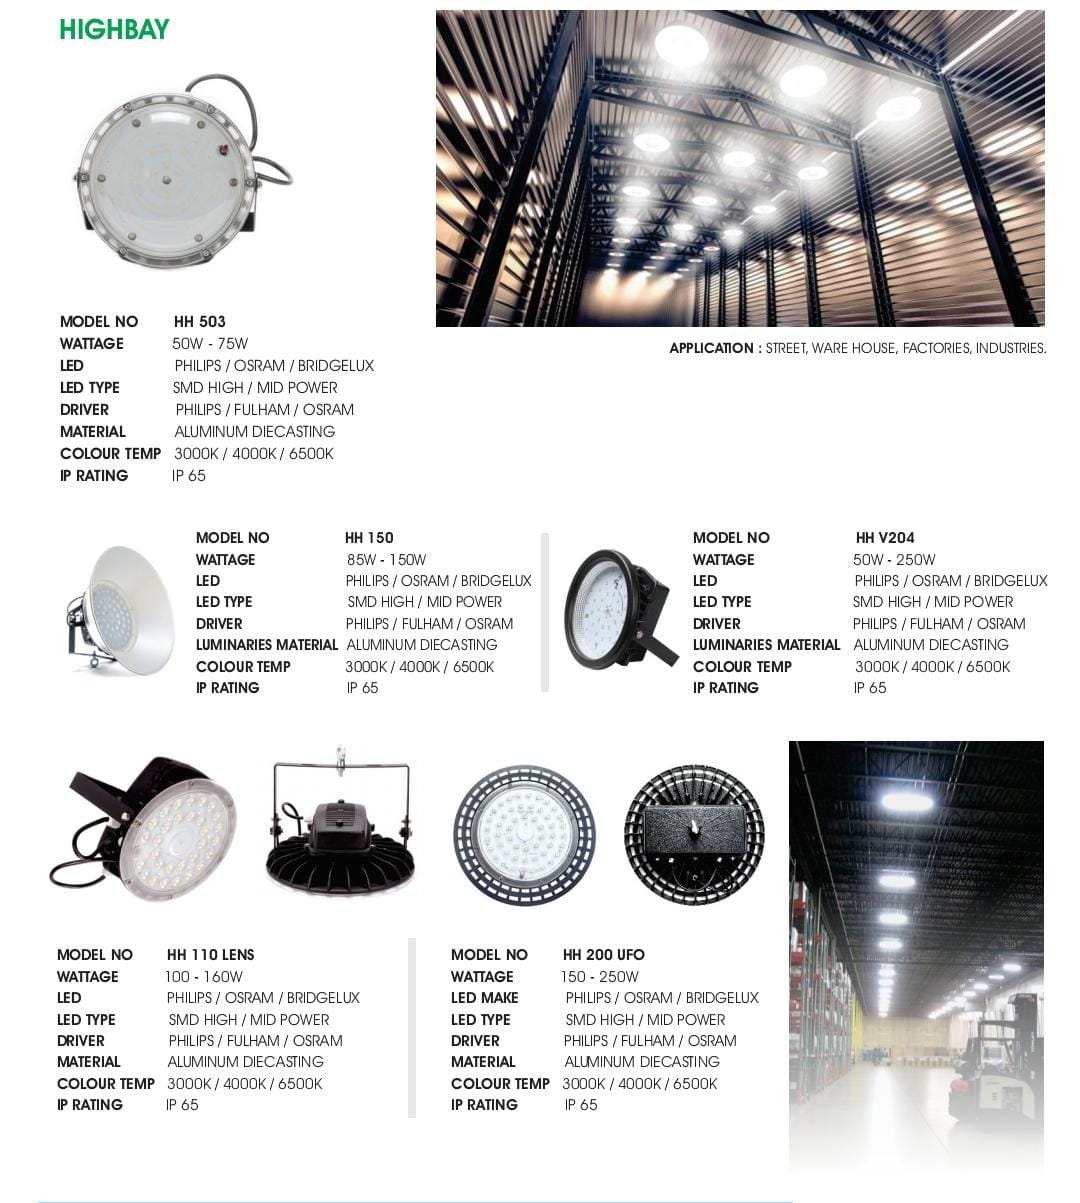 HIGHBAY
MODEL NO HH 503
WATTAGE 50W - 75W
LED PHILIPS / OSRAM / BRIDGELUX
LED TYPE SMD HIGH / MID POWER
DRIVER PHILIPS / FULHAM / OSRAM
MATERIAL ALUMINUM DIECASTING
COLOUR TEMP 3000K / 4000K / 6500K
IP RATING IP 65
APPLICATION : STREET, WARE HOUSE, FACTORIES, INDUSTRIES.
MODEL NO HH 150
WATTAGE 85W - 150W
LED PHILIPS / OSRAM / BRIDGELUX
LED TYPE SMD HIGH / MID POWER
DRIVER PHILIPS / FULHAM / OSRAM
LUMINARIES MATERIAL ALUMINUM DIECASTING
COLOUR TEMP 3000K / 4000K / 6500K
IP RATING IP 65
MODEL NO HH V204
WATTAGE 50W - 250W
LED PHILIPS / OSRAM / BRIDGELUX
LED TYPE SMD HIGH / MID POWER
DRIVER PHILIPS / FULHAM / OSRAM
LUMINARIES MATERIAL ALUMINUM DIECASTING
COLOUR TEMP 3000K / 4000K / 6500K
IP RATING IP 65
MODEL NO HH 110 LENS
WATTAGE 100 - 160W
LED PHILIPS / OSRAM / BRIDGELUX
LED TYPE SMD HIGH / MID POWER
DRIVER PHILIPS / FULHAM / OSRAM
MATERIAL ALUMINUM DIECASTING
COLOUR TEMP 3000K / 4000K / 6500K
IP RATING IP 65
MODEL NO HH 200 UFO
WATTAGE 150 - 250W
LED MAKE PHILIPS / OSRAM / BRIDGELUX
LED TYPE SMD HIGH / MID POWER
DRIVER PHILIPS / FULHAM / OSRAM
MATERIAL ALUMINUM DIECASTING
COLOUR TEMP 3000K / 4000K / 6500K
IP RATING IP 65